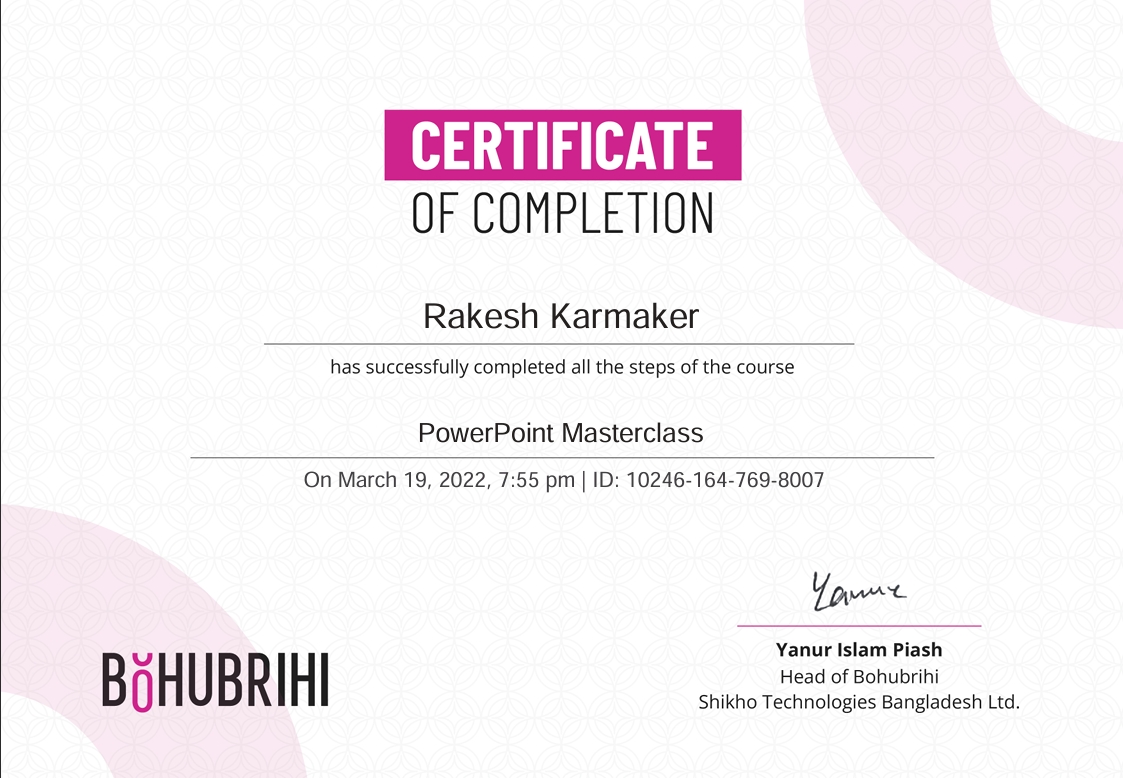 CERTIFICATE
OF COMPLETION
Rakesh Karmaker
has successfully completed all the steps of the course
PowerPoint Masterclass
On March 19, 2022, 7:55 pm | ID: 10246-164-769-8007
Yanur
Yanur Islam Piash
Head of Bohubrihi
Shikho Technologies Bangladesh Ltd.
BOHUBRIHI